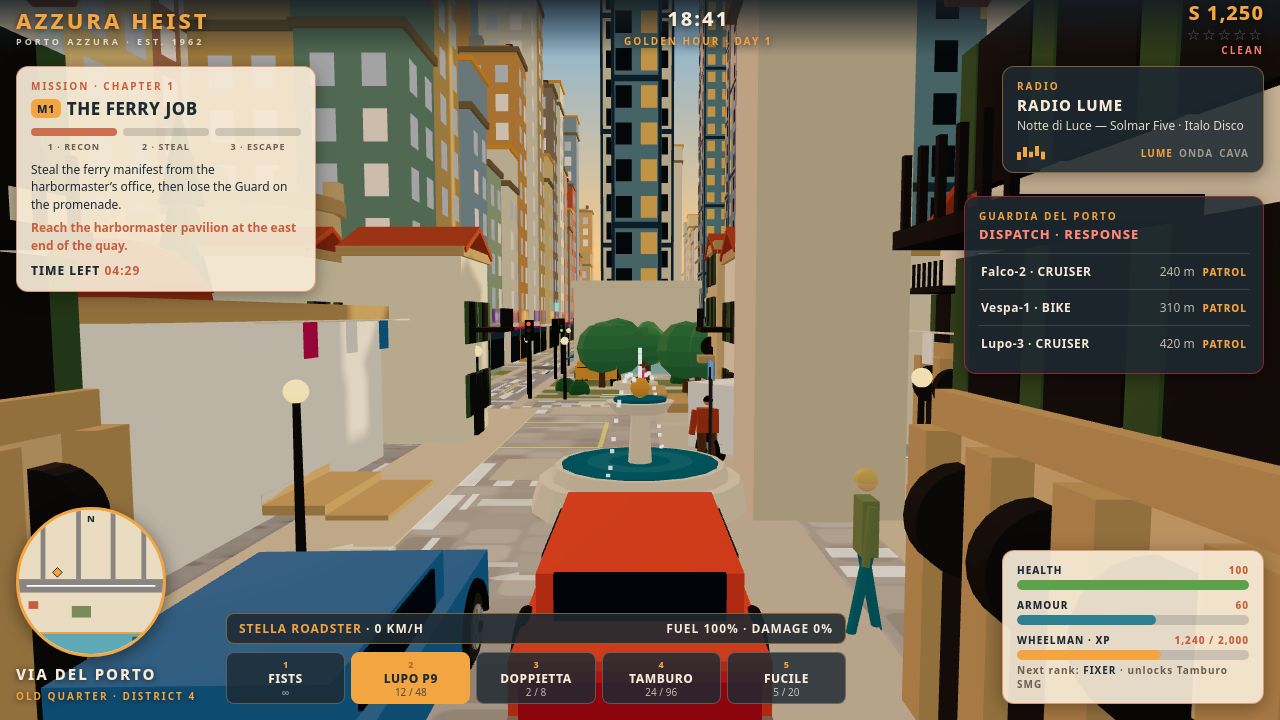 AZZURA HEIST
PORTO AZZURA · EST. 1962
18:41
GOLDEN HOUR · DAY 1
S 1,250
☆☆☆☆☆
CLEAN
MISSION · CHAPTER 1
M1 THE FERRY JOB
1 · RECON 2 · STEAL 3 · ESCAPE
Steal the ferry manifest from the
harbormaster’s office, then lose the Guard on
the promenade.
Reach the harbormaster pavilion at the east
end of the quay.
TIME LEFT 04:29
RADIO
RADIO LUME
Notte di Luce — Solmar Five · Italo Disco
LUME ONDA CAVA
GUARDIA DEL PORTO
DISPATCH · RESPONSE
Falco-2 · CRUISER 240 m PATROL
Vespa-1 · BIKE 310 m PATROL
Lupo-3 · CRUISER 420 m PATROL
N
VIA DEL PORTO
OLD QUARTER · DISTRICT 4
STELLA ROADSTER · 0 KM/H FUEL 100% · DAMAGE 0%
1 2 3 4 5
FISTS LUPO P9 DOPPIETTA TAMBURO FUCILE
∞ 12 / 48 2 / 8 24 / 96 5 / 20
HEALTH 100
ARMOUR 60
WHEELMAN · XP 1,240 / 2,000
Next rank: FIXER · unlocks Tamburo
SMG